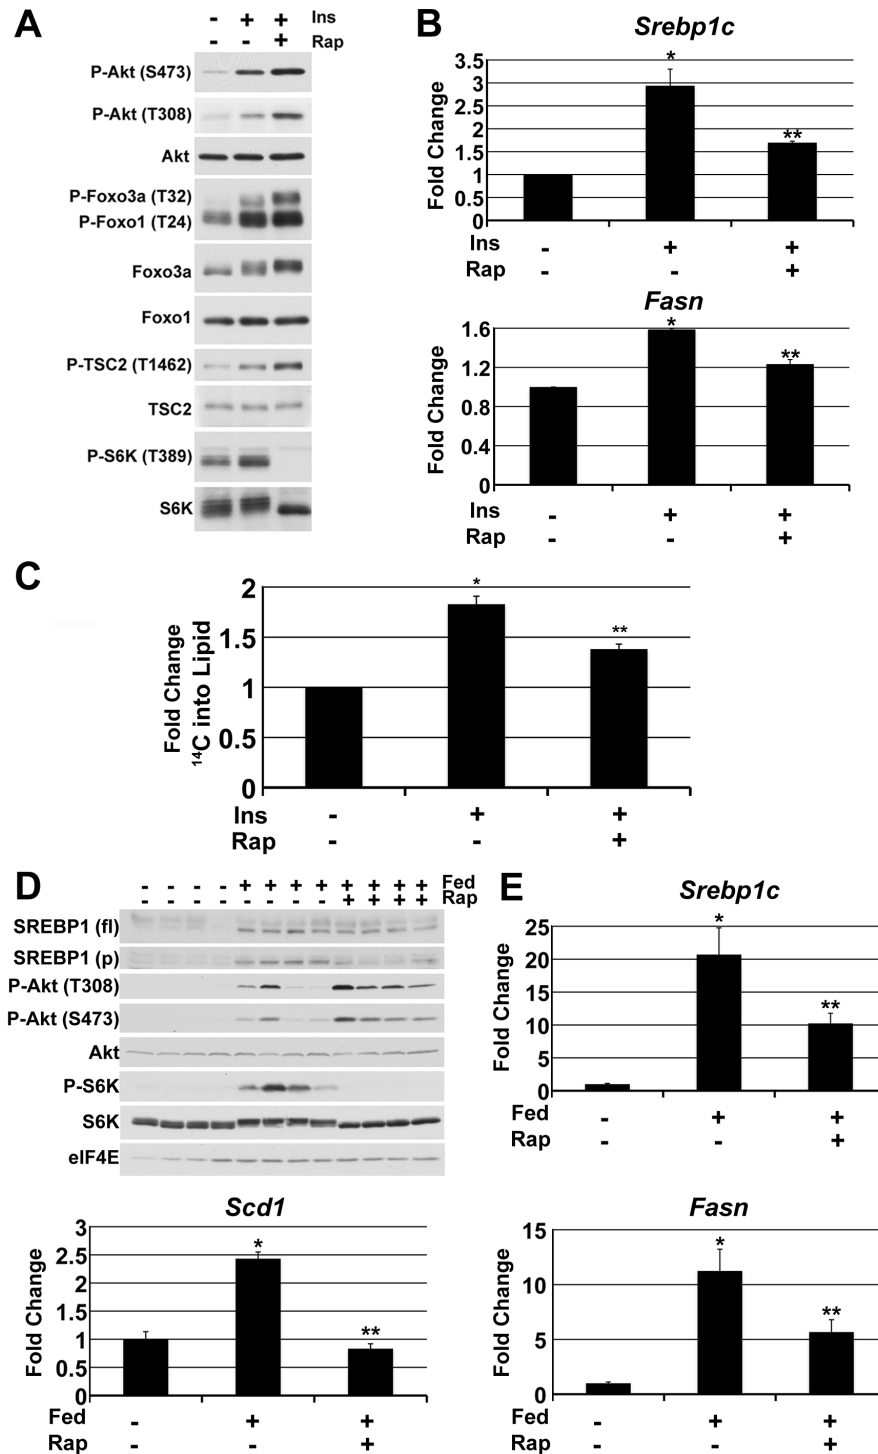 A
- + + Ins
- - + Rap
P-Akt (S473)
P-Akt (T308)
Akt
P-Foxo3a (T32)
P-Foxo1 (T24)
Foxo3a
Foxo1
P-TSC2 (T1462)
TSC2
P-S6K (T389)
S6K
B
Srebp1c
Fold Change
3.5
3
2.5
2
1.5
1
0.5
0
*
**
Ins - + +
Rap - - +
Fasn
Fold Change
1.6
1.2
0.8
0.4
0
*
**
Ins - + +
Rap - - +
C
Fold Change
14C into Lipid
2
1.5
1
0.5
0
*
**
Ins - + +
Rap - - +
D
- - - - + + + + + + + + Fed
- - - - - - - - + + + + Rap
SREBP1 (fl)
SREBP1 (p)
P-Akt (T308)
P-Akt (S473)
Akt
P-S6K
S6K
eIF4E
E
Srebp1c
Fold Change
25
20
15
10
5
0
*
**
Fed - + +
Rap - - +
Scd1
Fold Change
3
2.5
2
1.5
1
0.5
0
*
**
Fed - + +
Rap - - +
Fasn
Fold Change
15
10
5
0
*
**
Fed - + +
Rap - - +